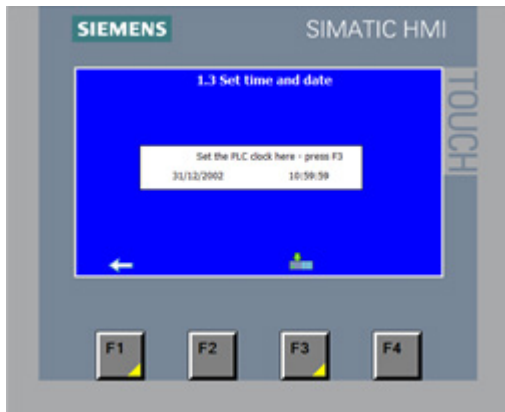 SIEMENS
SIMATIC HMI
TOUCH
1.3 Set time and date
Set the PLC clock here - press F3
31/12/2002 10:59:59
F1 F2 F3 F4